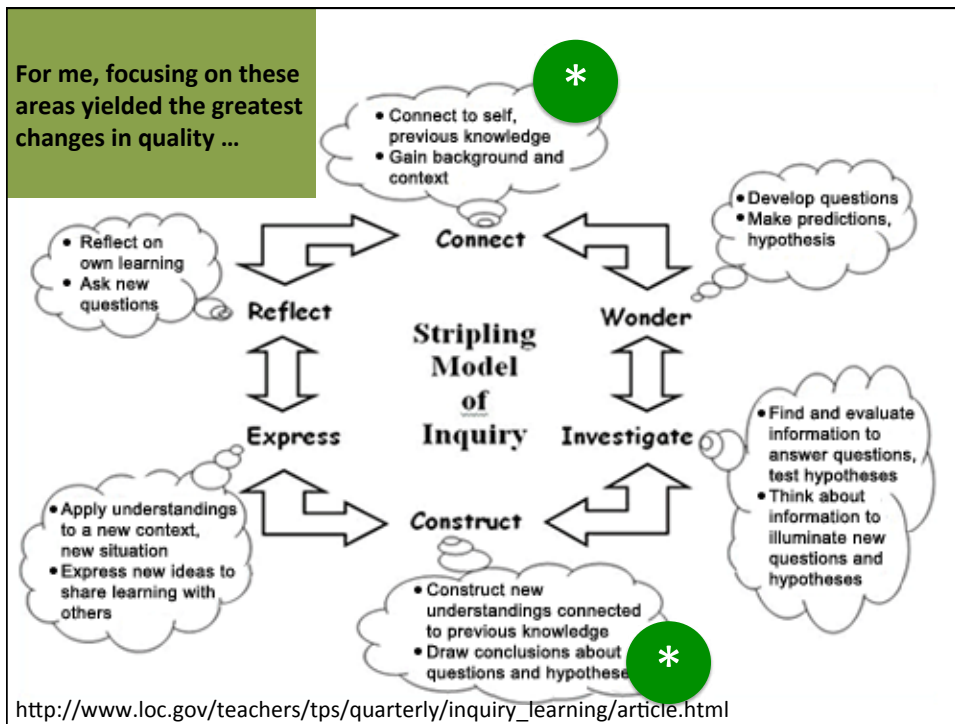 For me, focusing on these
areas yielded the greatest
changes in quality …
*
• Connect to self,
previous knowledge
• Gain background and
context
Connect
• Develop questions
• Make predictions,
hypothesis
Wonder
• Reflect on
own learning
• Ask new
questions
Reflect
Stripling
Model
of
Inquiry
Express
Investigate
• Find and evaluate
information to
answer questions,
test hypotheses
• Think about
information to
illuminate new
questions and
hypotheses
• Apply understandings
to a new context,
new situation
• Express new ideas to
share learning with
others
Construct
• Construct new
understandings connected
to previous knowledge
• Draw conclusions about
questions and hypothese
*
http://www.loc.gov/teachers/tps/quarterly/inquiry_learning/article.html